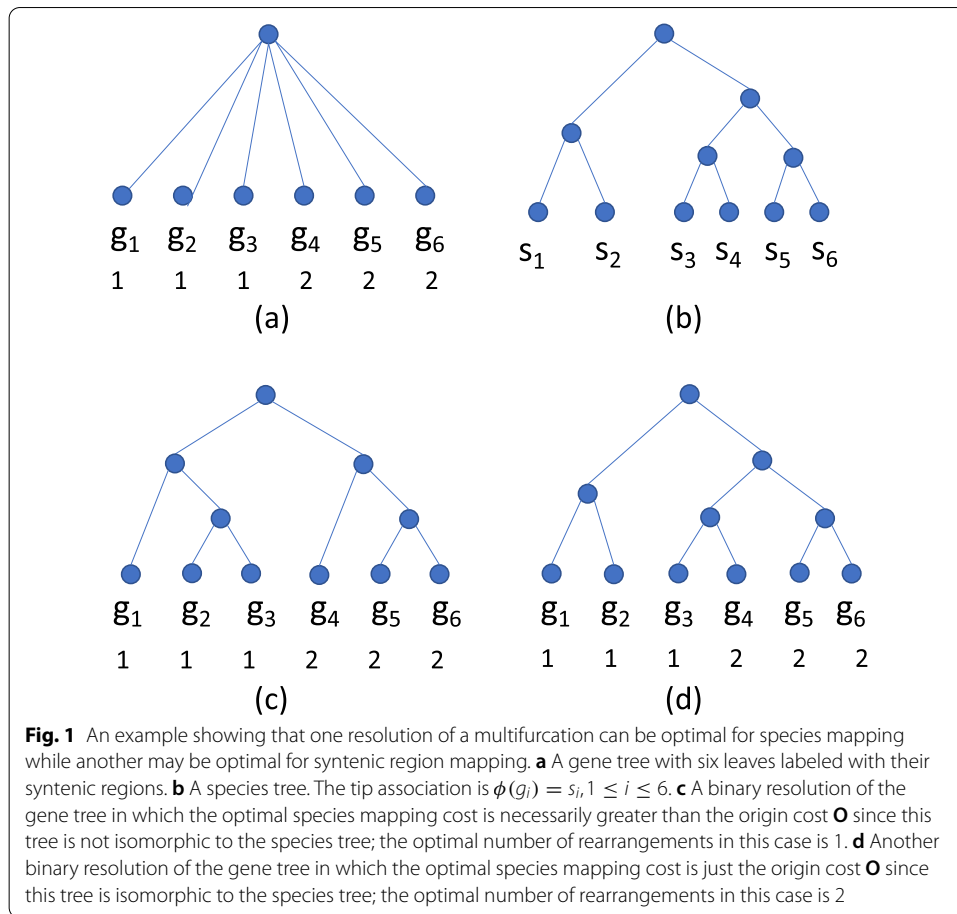 g₁ g₂ g₃ g₄ g₅ g₆
1 1 1 2 2 2
(a)
s₁ s₂ s₃ s₄ s₅ s₆
(b)
g₁ g₂ g₃ g₄ g₅ g₆
1 1 1 2 2 2
(c)
g₁ g₂ g₃ g₄ g₅ g₆
1 1 1 2 2 2
(d)
Fig. 1 An example showing that one resolution of a multifurcation can be optimal for species mapping
while another may be optimal for syntenic region mapping. a A gene tree with six leaves labeled with their
syntenic regions. b A species tree. The tip association is ϕ(gᵢ) = sᵢ, 1 ≤ i ≤ 6. c A binary resolution of the
gene tree in which the optimal species mapping cost is necessarily greater than the origin cost O since this
tree is not isomorphic to the species tree; the optimal number of rearrangements in this case is 1. d Another
binary resolution of the gene tree in which the optimal species mapping cost is just the origin cost O since
this tree is isomorphic to the species tree; the optimal number of rearrangements in this case is 2